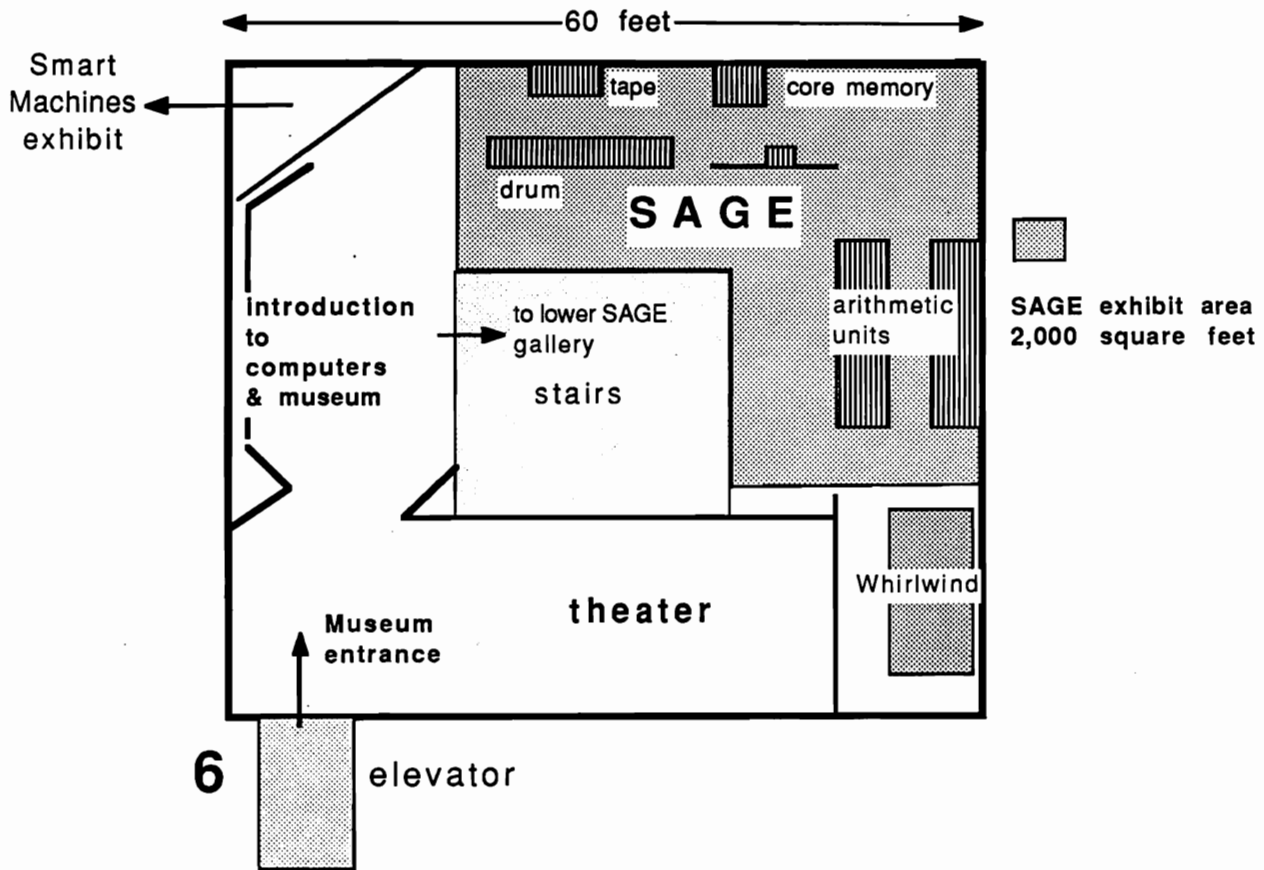 60 feet
Smart
Machines
exhibit
tape
core memory
drum
SAGE
introduction
to
computers
& museum
to lower SAGE
gallery
stairs
arithmetic
units
SAGE exhibit area
2,000 square feet
Whirlwind
theater
Museum
entrance
6
elevator